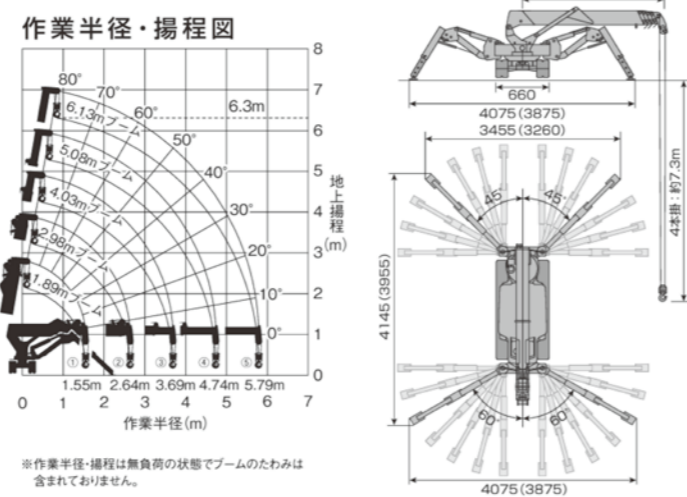 作業半径・揚程図
8
7
6
5
4
3
2
1
0
地上揚程(m)
80°
70°
60°
50°
40°
30°
20°
10°
0°
6.3m
6.13mブーム
5.08mブーム
4.03mブーム
2.98mブーム
1.89mブーム
① ② ③ ④ ⑤
1.55m 2.64m 3.69m 4.74m 5.79m
0 1 2 3 4 5 6 7
作業半径(m)
※作業半径・揚程は無負荷の状態でブームのたわみは
含まれておりません。
660
4075(3875)
3455(3260)
4本掛:約7.3m
45° 45°
4145(3955)
60° 60°
4075(3875)